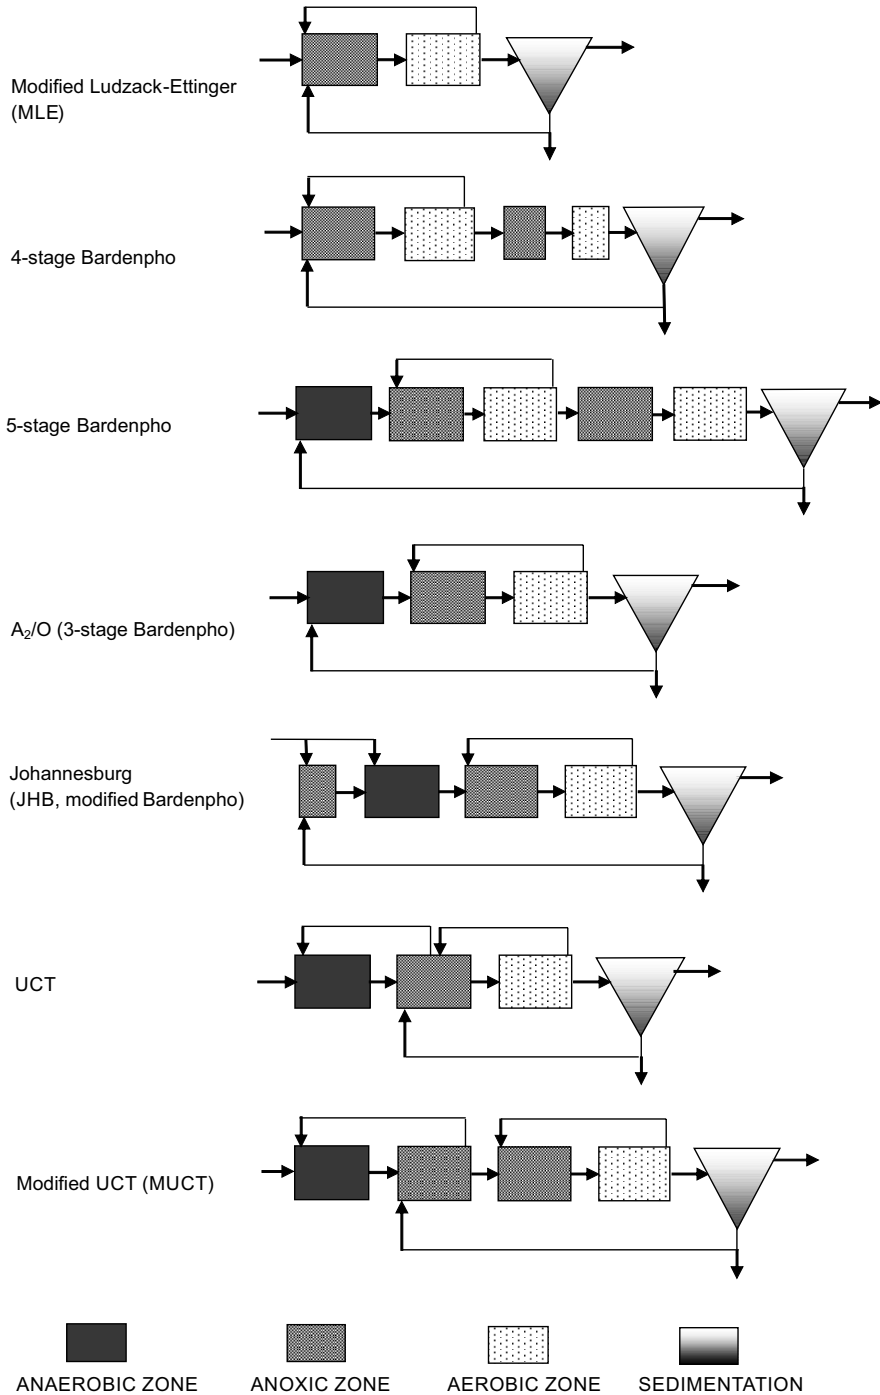 Modified Ludzack-Ettinger
(MLE)
4-stage Bardenpho
5-stage Bardenpho
A₂/O (3-stage Bardenpho)
Johannesburg
(JHB, modified Bardenpho)
UCT
Modified UCT (MUCT)
ANAEROBIC ZONE
ANOXIC ZONE
AEROBIC ZONE
SEDIMENTATION